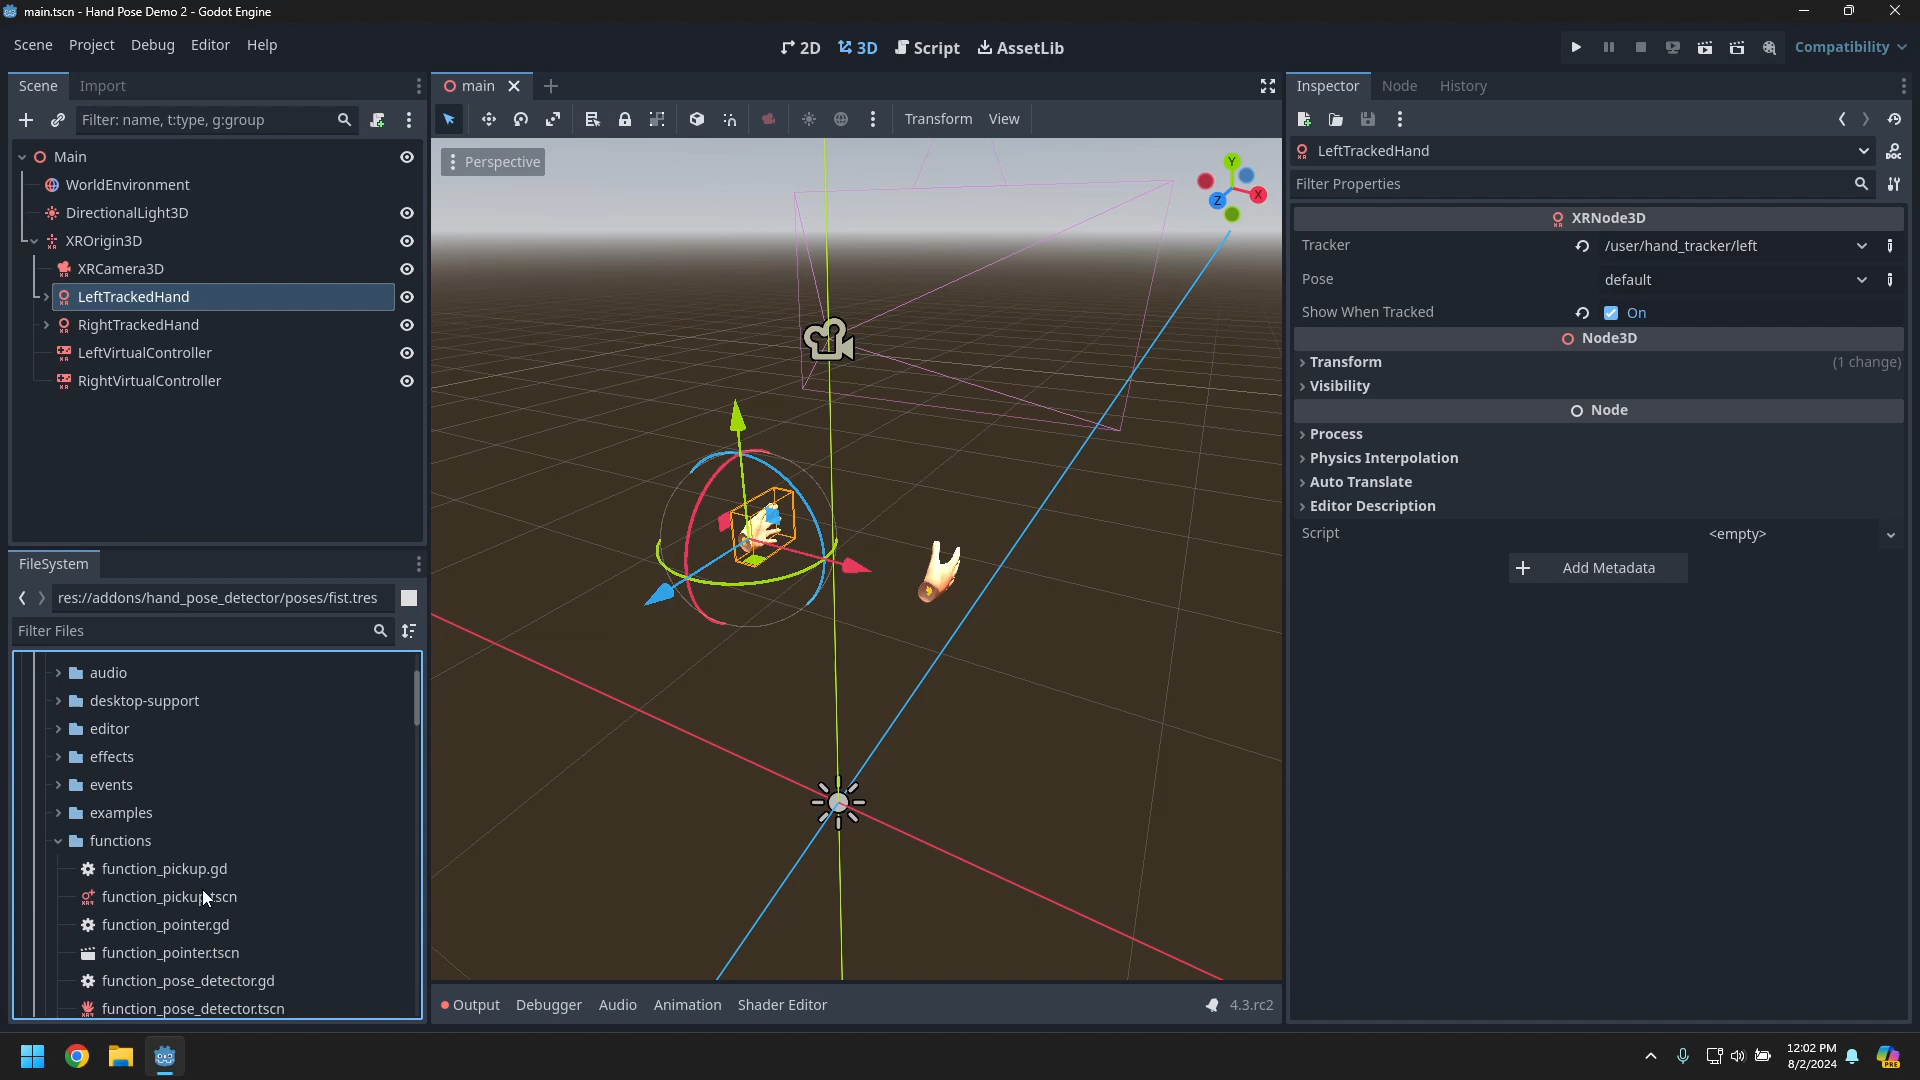 main.tscn - Hand Pose Demo 2 - Godot Engine
Scene Project Debug Editor Help
2D 3D Script AssetLib
Compatibility
Scene Import
Filter: name, t:type, g:group
Main
WorldEnvironment
DirectionalLight3D
XROrigin3D
XRCamera3D
LeftTrackedHand
RightTrackedHand
LeftVirtualController
RightVirtualController
FileSystem
res://addons/hand_pose_detector/poses/fist.tres
Filter Files
audio
desktop-support
editor
effects
events
examples
functions
function_pickup.gd
function_pickup.tscn
function_pointer.gd
function_pointer.tscn
function_pose_detector.gd
function_pose_detector.tscn
main
Transform View
Perspective
Y
X
Z
Output Debugger Audio Animation Shader Editor
4.3.rc2
Inspector Node History
LeftTrackedHand
DOC
Filter Properties
XRNode3D
Tracker /user/hand_tracker/left
Pose default
Show When Tracked On
Node3D
Transform (1 change)
Visibility
Node
Process
Physics Interpolation
Auto Translate
Editor Description
Script <empty>
Add Metadata
12:02 PM
8/2/2024
PRE